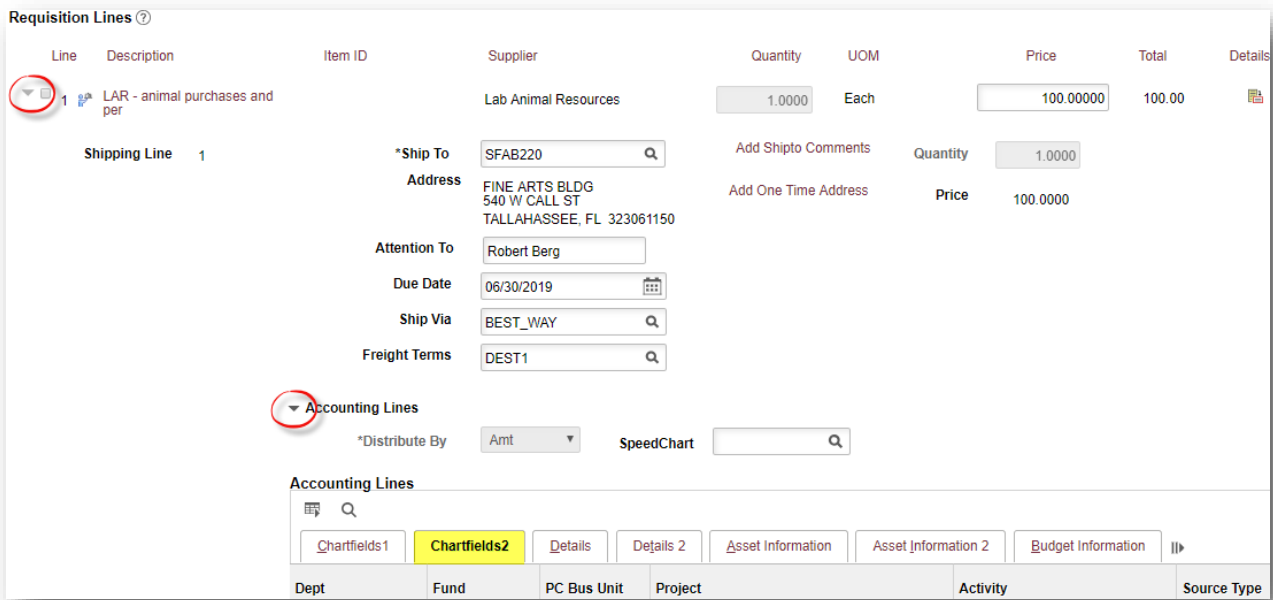 Requisition Lines ?
Line Description Item ID Supplier Quantity UOM Price Total Details
1 LAR - animal purchases and per Lab Animal Resources 1.0000 Each 100.00000 100.00
Shipping Line 1 *Ship To SFAB220 Add Shipto Comments Quantity 1.0000
Address FINE ARTS BLDG Add One Time Address Price 100.0000
540 W CALL ST
TALLAHASSEE, FL 323061150
Attention To Robert Berg
Due Date 06/30/2019
Ship Via BEST_WAY
Freight Terms DEST1
Accounting Lines
*Distribute By Amt SpeedChart
Accounting Lines
Chartfields1 Chartfields2 Details Details 2 Asset Information Asset Information 2 Budget Information
Dept Fund PC Bus Unit Project Activity Source Type